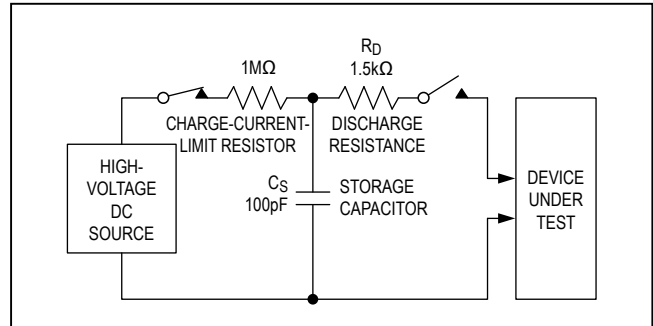 1MΩ
CHARGE-CURRENT-
LIMIT RESISTOR
RD
1.5kΩ
DISCHARGE
RESISTANCE
HIGH-
VOLTAGE
DC
SOURCE
CS
100pF
STORAGE
CAPACITOR
DEVICE
UNDER
TEST